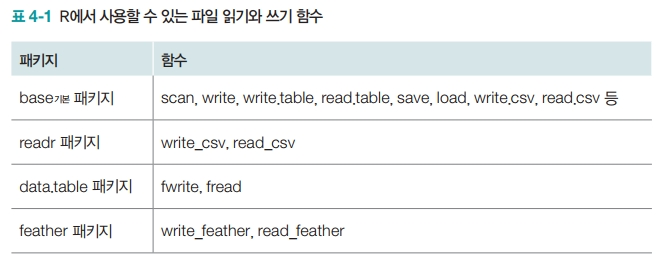 표 4-1 R에서 사용할 수 있는 파일 읽기와 쓰기 함수
패키지 함수
base기본 패키지 scan, write, write.table, read.table, save, load, write.csv, read.csv 등
readr 패키지 write_csv, read_csv
data.table 패키지 fwrite, fread
feather 패키지 write_feather, read_feather